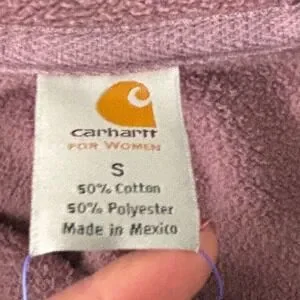 carhartt
FOR WOMEN
S
50% Cotton
50% Polyester
Made in Mexico